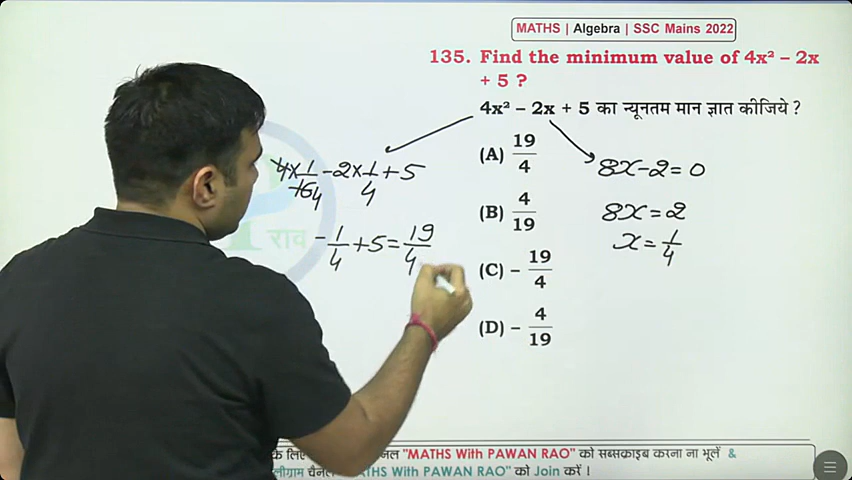 MATHS | Algebra | SSC Mains 2022
135. Find the minimum value of 4x² – 2x
+ 5 ?
4x² – 2x + 5 का न्यूनतम मान ज्ञात कीजिये ?
(A) 19/4
(B) 4/19
(C) – 19/4
(D) – 4/19
4×1/16 4 -2×1/4 +5
-1/4 +5=19/4
8x-2=0
8x=2
x=1/4
राव
के लिए "MATHS With PAWAN RAO" को सब्सक्राइब करना ना भूलें &
चैनल THS With PAWAN RAO" को Join करें !